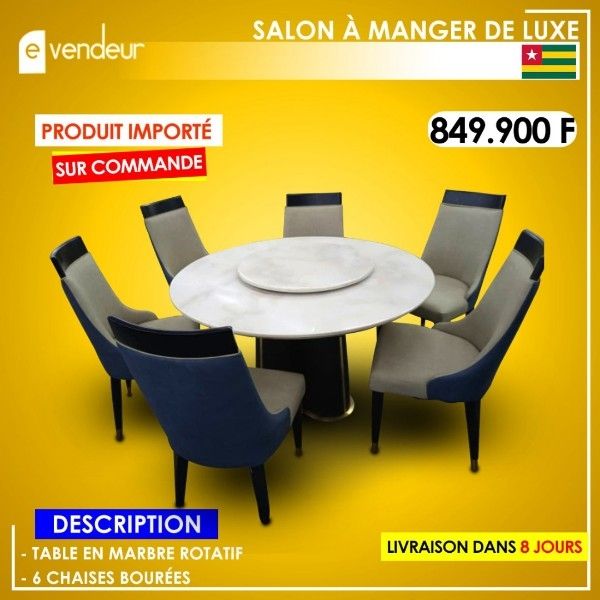 e vendeur
SALON À MANGER DE LUXE
PRODUIT IMPORTÉ
SUR COMMANDE
849.900 F
DESCRIPTION
- TABLE EN MARBRE ROTATIF
- 6 CHAISES BOURÉES
LIVRAISON DANS 8 JOURS